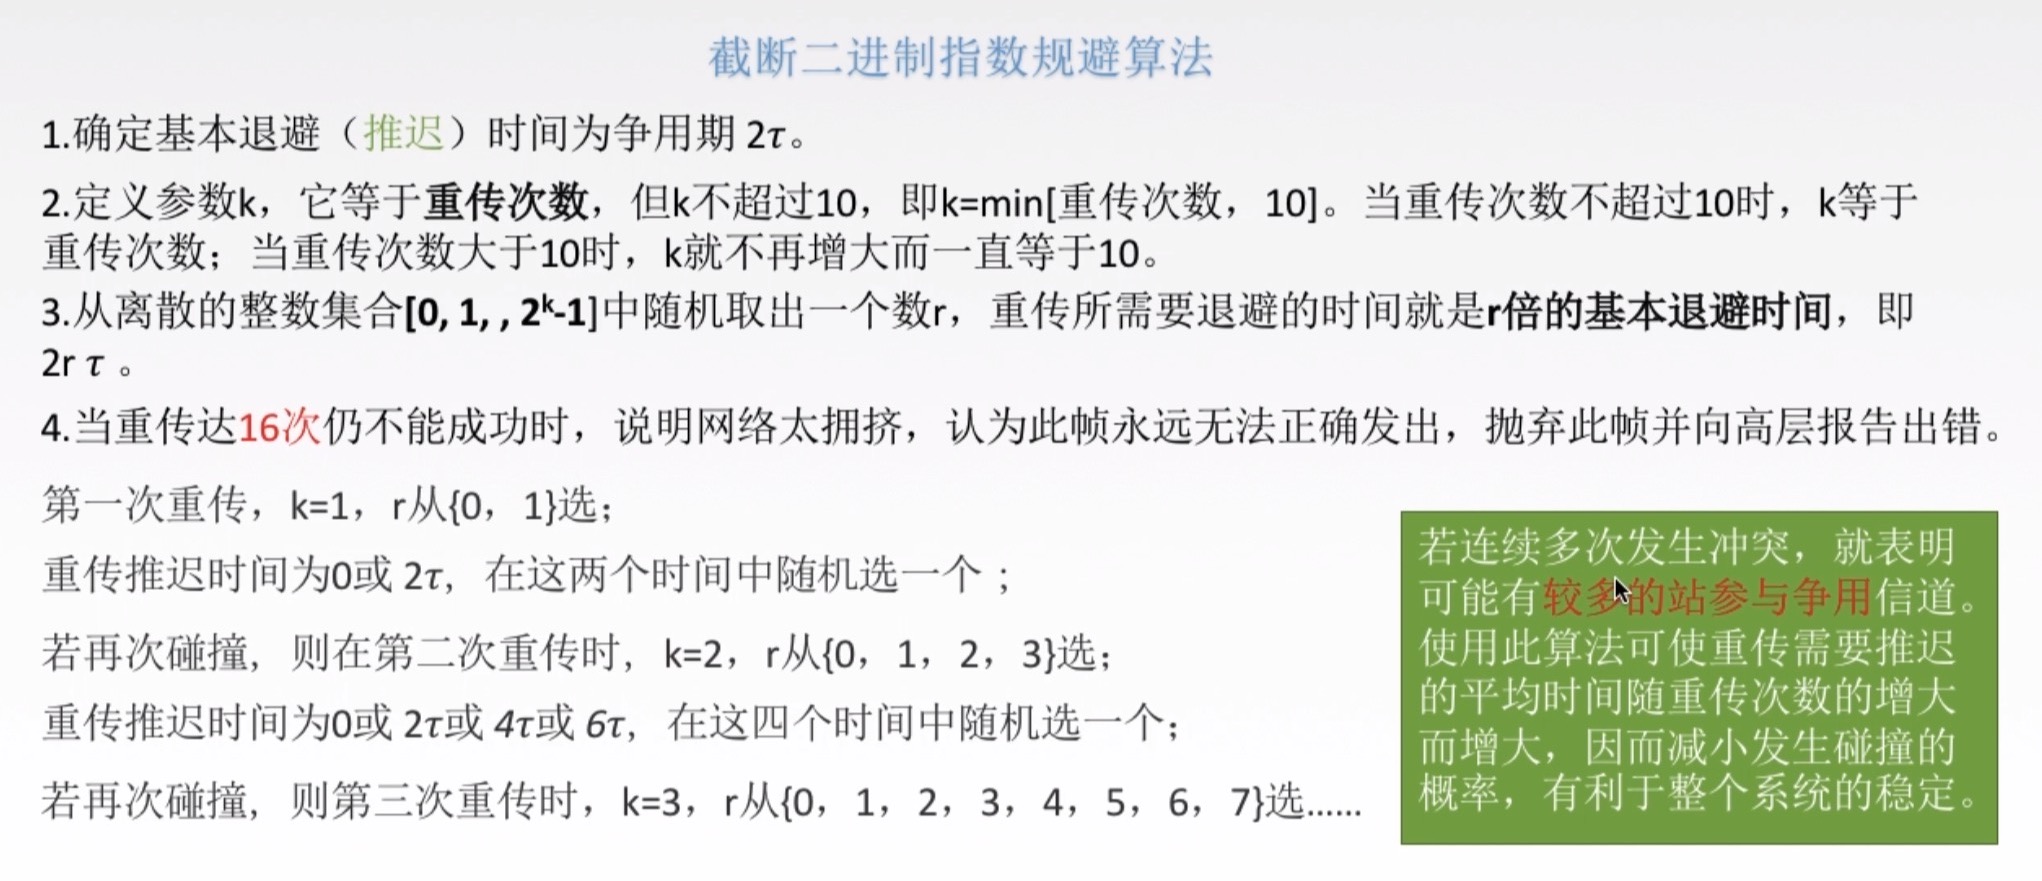 截断二进制指数规避算法
1.确定基本退避（推迟）时间为争用期 2τ。
2.定义参数k，它等于重传次数，但k不超过10，即k=min[重传次数，10]。当重传次数不超过10时，k等于
重传次数；当重传次数大于10时，k就不再增大而一直等于10。
3.从离散的整数集合[0, 1, , 2ᵏ-1]中随机取出一个数r，重传所需要退避的时间就是r倍的基本退避时间，即
2r τ 。
4.当重传达16次仍不能成功时，说明网络太拥挤，认为此帧永远无法正确发出，抛弃此帧并向高层报告出错。
第一次重传，k=1，r从{0，1}选；
重传推迟时间为0或 2τ，在这两个时间中随机选一个；
若再次碰撞，则在第二次重传时，k=2，r从{0，1，2，3}选；
重传推迟时间为0或 2τ或 4τ或 6τ，在这四个时间中随机选一个；
若再次碰撞，则第三次重传时，k=3，r从{0，1，2，3，4，5，6，7}选......
若连续多次发生冲突，就表明
可能有较多的站参与争用信道。
使用此算法可使重传需要推迟
的平均时间随重传次数的增大
而增大，因而减小发生碰撞的
概率，有利于整个系统的稳定。